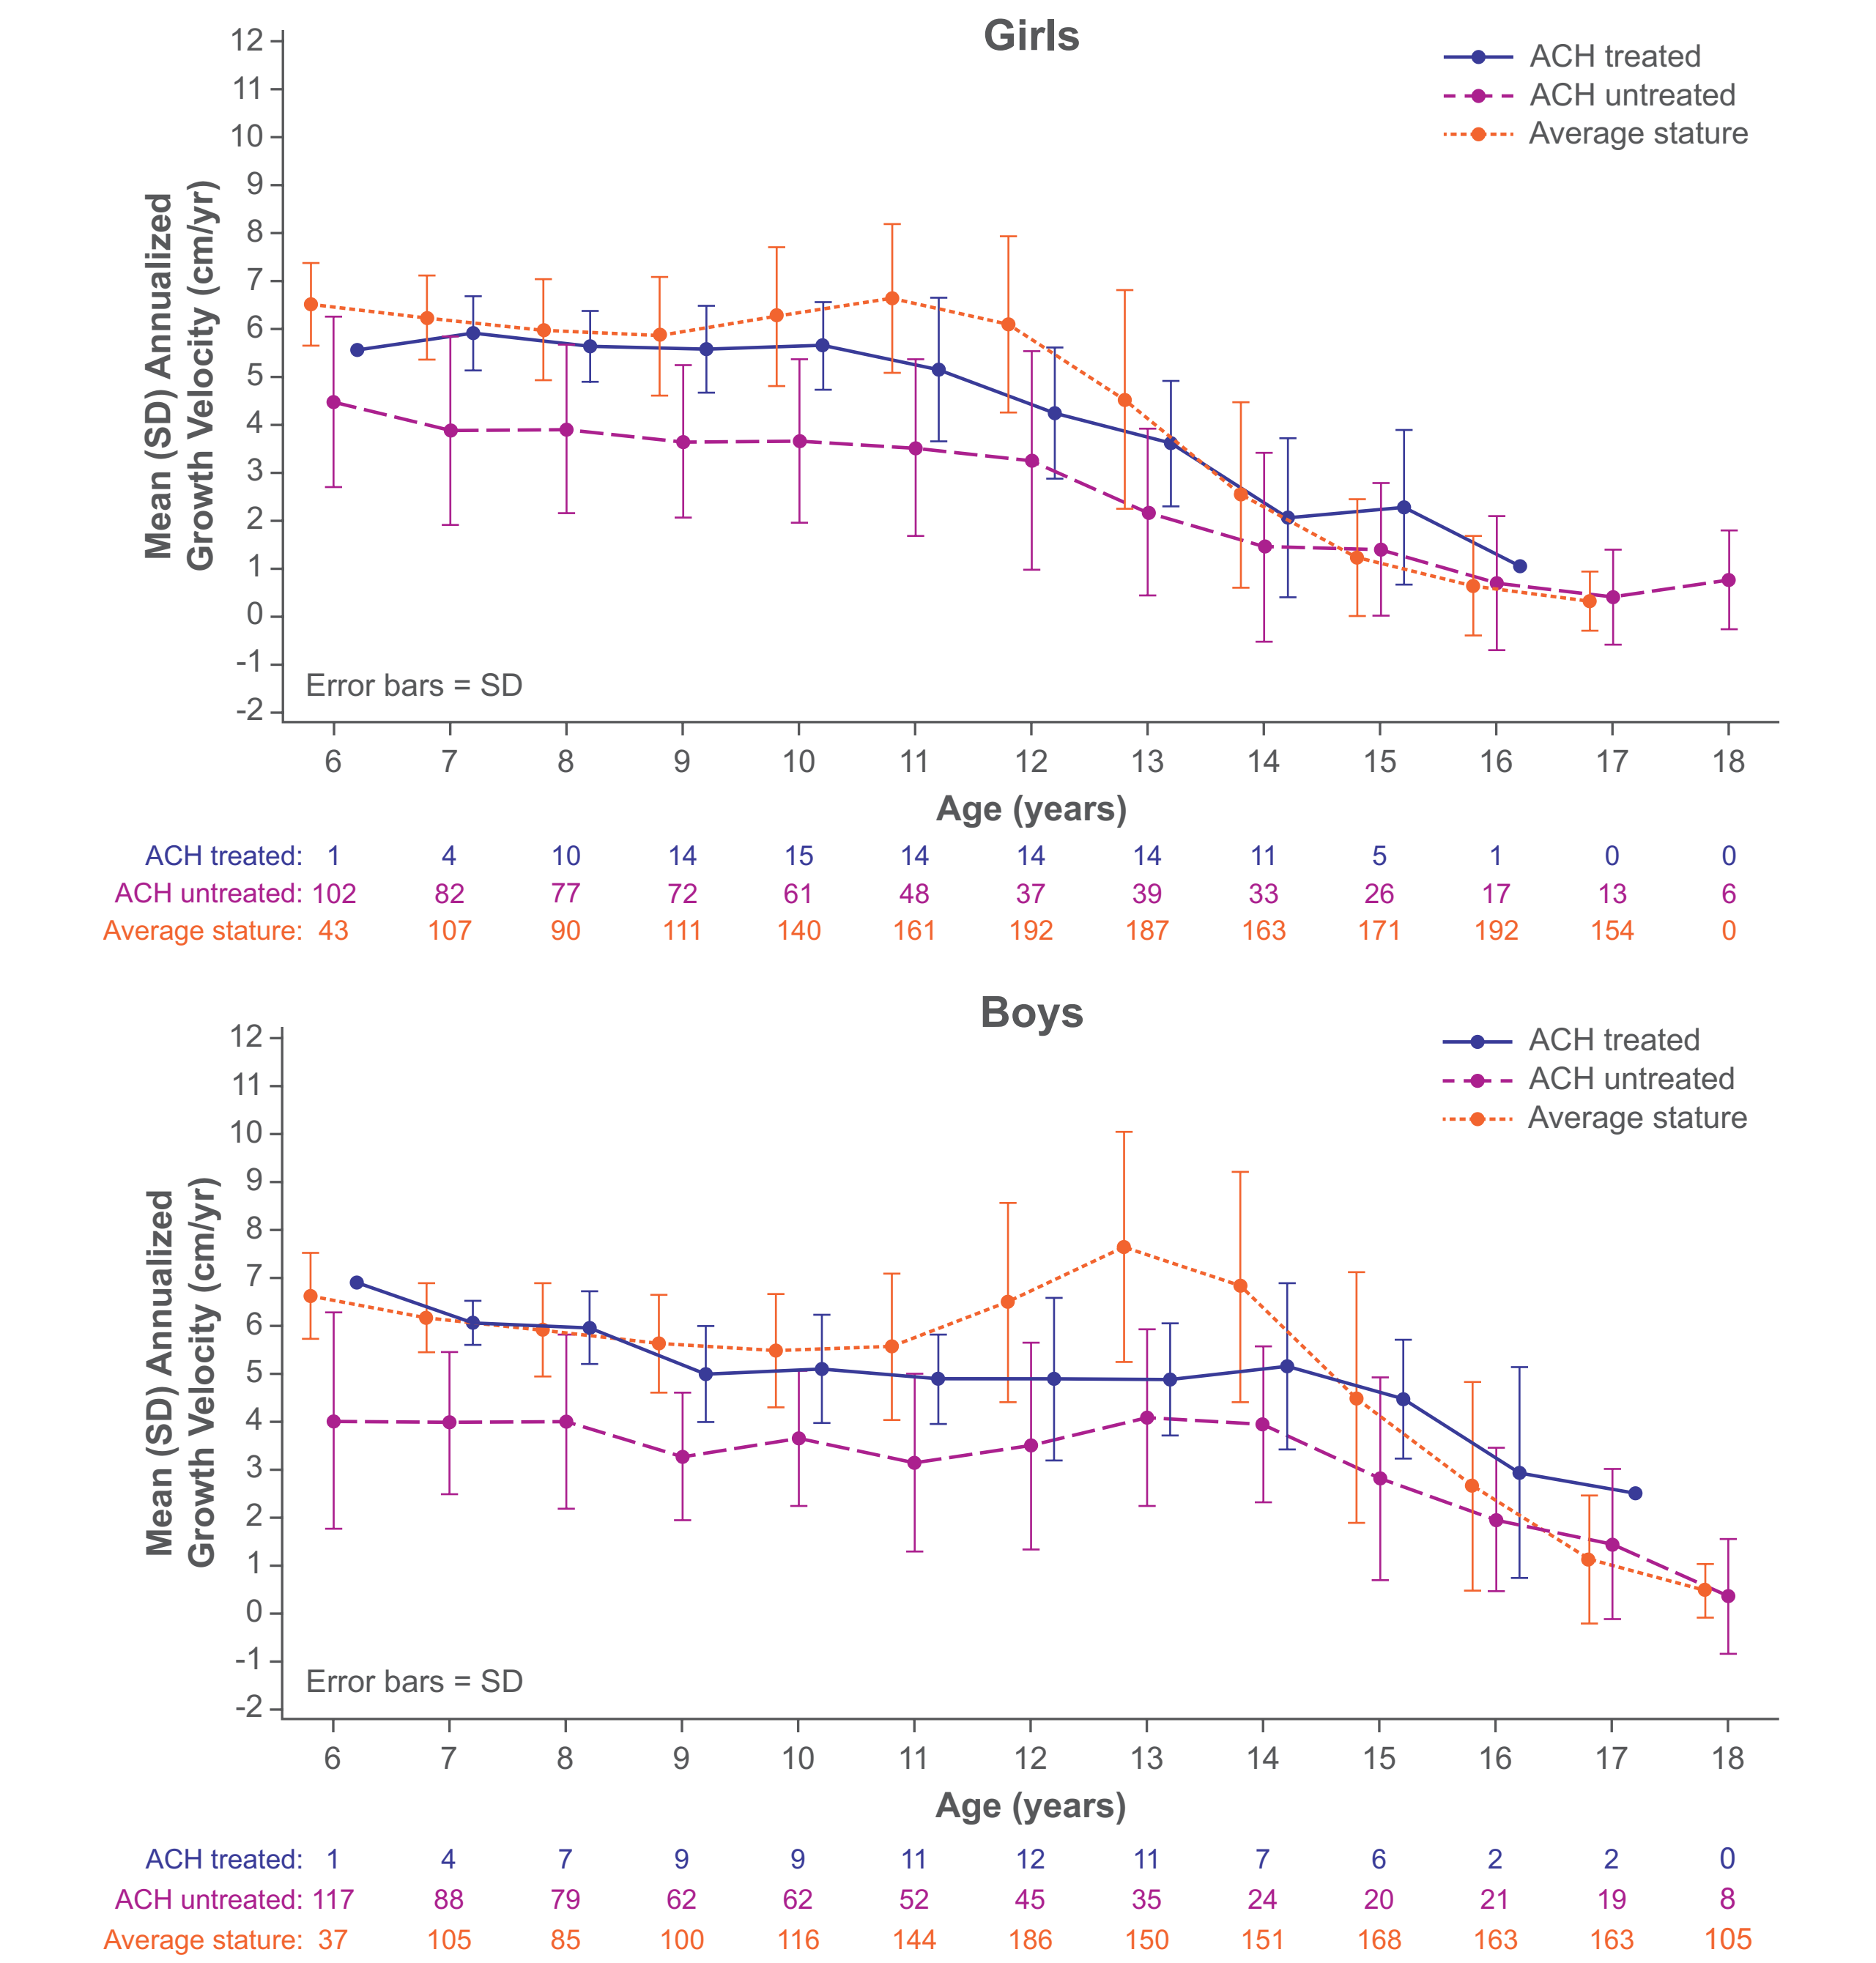 Girls
ACH treated
ACH untreated
Average stature
Mean (SD) Annualized
Growth Velocity (cm/yr)
12
11
10
9
8
7
6
5
4
3
2
1
0
-1
-2
Error bars = SD
6 7 8 9 10 11 12 13 14 15 16 17 18
Age (years)
ACH treated: 1 4 10 14 15 14 14 14 11 5 1 0 0
ACH untreated: 102 82 77 72 61 48 37 39 33 26 17 13 6
Average stature: 43 107 90 111 140 161 192 187 163 171 192 154 0
Boys
ACH treated
ACH untreated
Average stature
Mean (SD) Annualized
Growth Velocity (cm/yr)
12
11
10
9
8
7
6
5
4
3
2
1
0
-1
-2
Error bars = SD
6 7 8 9 10 11 12 13 14 15 16 17 18
Age (years)
ACH treated: 1 4 7 9 9 11 12 11 7 6 2 2 0
ACH untreated: 117 88 79 62 62 52 45 35 24 20 21 19 8
Average stature: 37 105 85 100 116 144 186 150 151 168 163 163 105